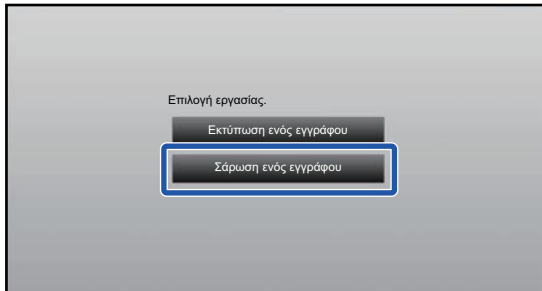 Επιλογή εργασίας.
Εκτύπωση ενός εγγράφου
Σάρωση ενός εγγράφου